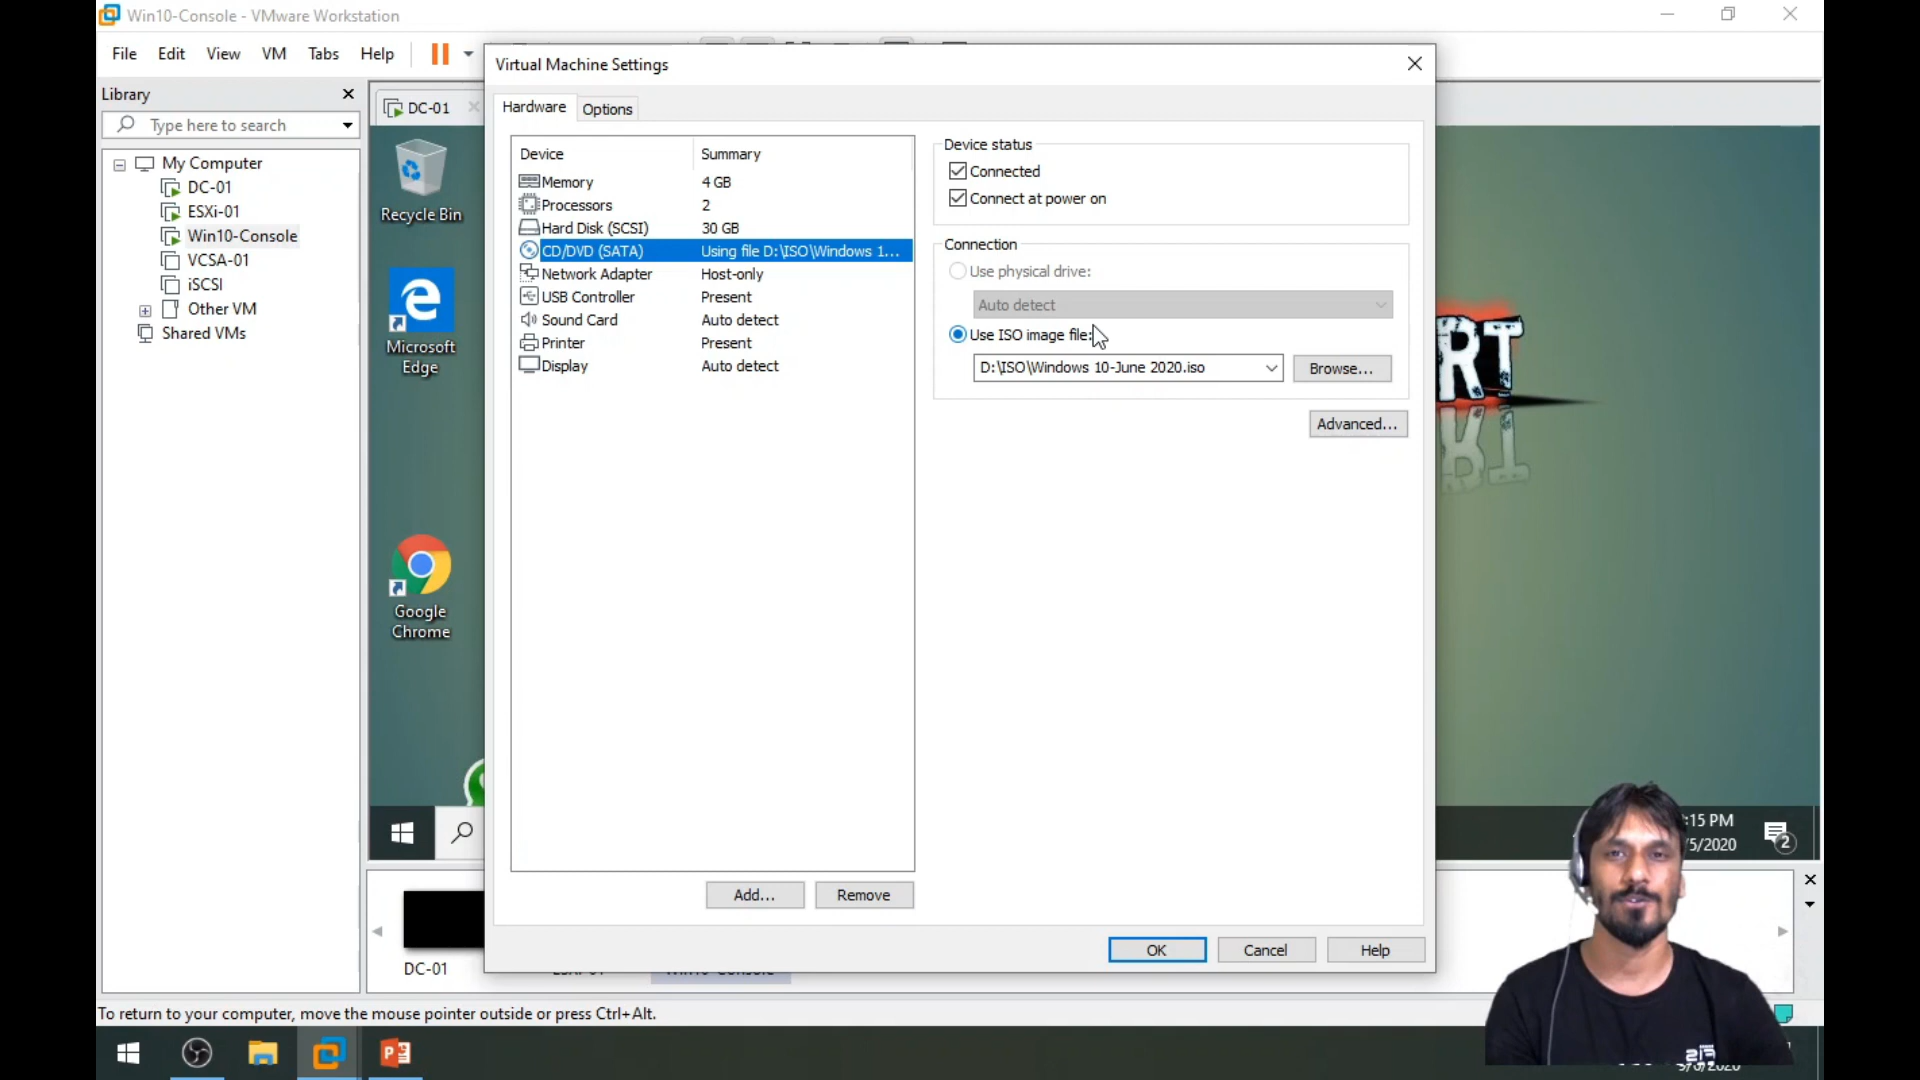 Win10-Console - VMware Workstation
File Edit View VM Tabs Help
Library
Type here to search
My Computer
DC-01
ESXi-01
Win10-Console
VCSA-01
iSCSI
Other VM
Shared VMs
DC-01
Recycle Bin
Microsoft
Edge
Google
Chrome
Virtual Machine Settings
Hardware Options
Device Summary
Memory 4 GB
Processors 2
Hard Disk (SCSI) 30 GB
CD/DVD (SATA) Using file D:\ISO\Windows 1...
Network Adapter Host-only
USB Controller Present
Sound Card Auto detect
Printer Present
Display Auto detect
Add... Remove
Device status
Connected
Connect at power on
Connection
Use physical drive:
Auto detect
Use ISO image file:
D:\ISO\Windows 10-June 2020.iso Browse...
Advanced...
OK Cancel Help
RT
:15 PM
/5/2020
2
DC-01
To return to your computer, move the mouse pointer outside or press Ctrl+Alt.